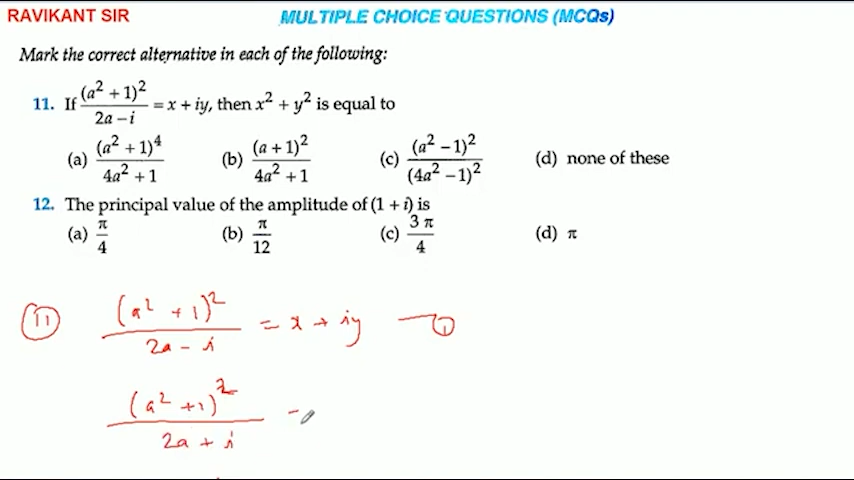 RAVIKANT SIR
MULTIPLE CHOICE QUESTIONS (MCQs)
Mark the correct alternative in each of the following:
11. If (a² + 1)² / (2a – i) = x + iy, then x² + y² is equal to
(a) (a² + 1)⁴ / (4a² + 1) (b) (a + 1)² / (4a² + 1) (c) (a² – 1)² / (4a² – 1)² (d) none of these
12. The principal value of the amplitude of (1 + i) is
(a) π/4 (b) π/12 (c) 3 π/4 (d) π
(11) (a² + 1)² / (2a – i) = x + iy — (1)
(a² + 1)² / (2a + i) =